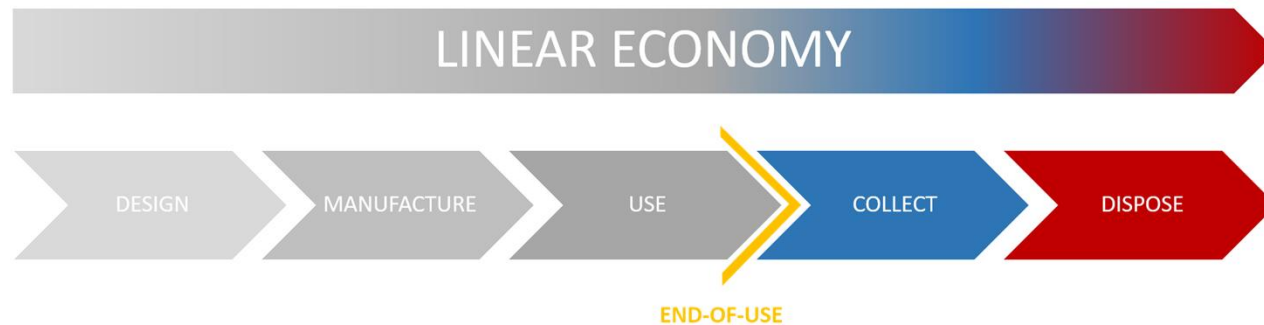 LINEAR ECONOMY
DESIGN
MANUFACTURE
USE
COLLECT
DISPOSE
END-OF-USE